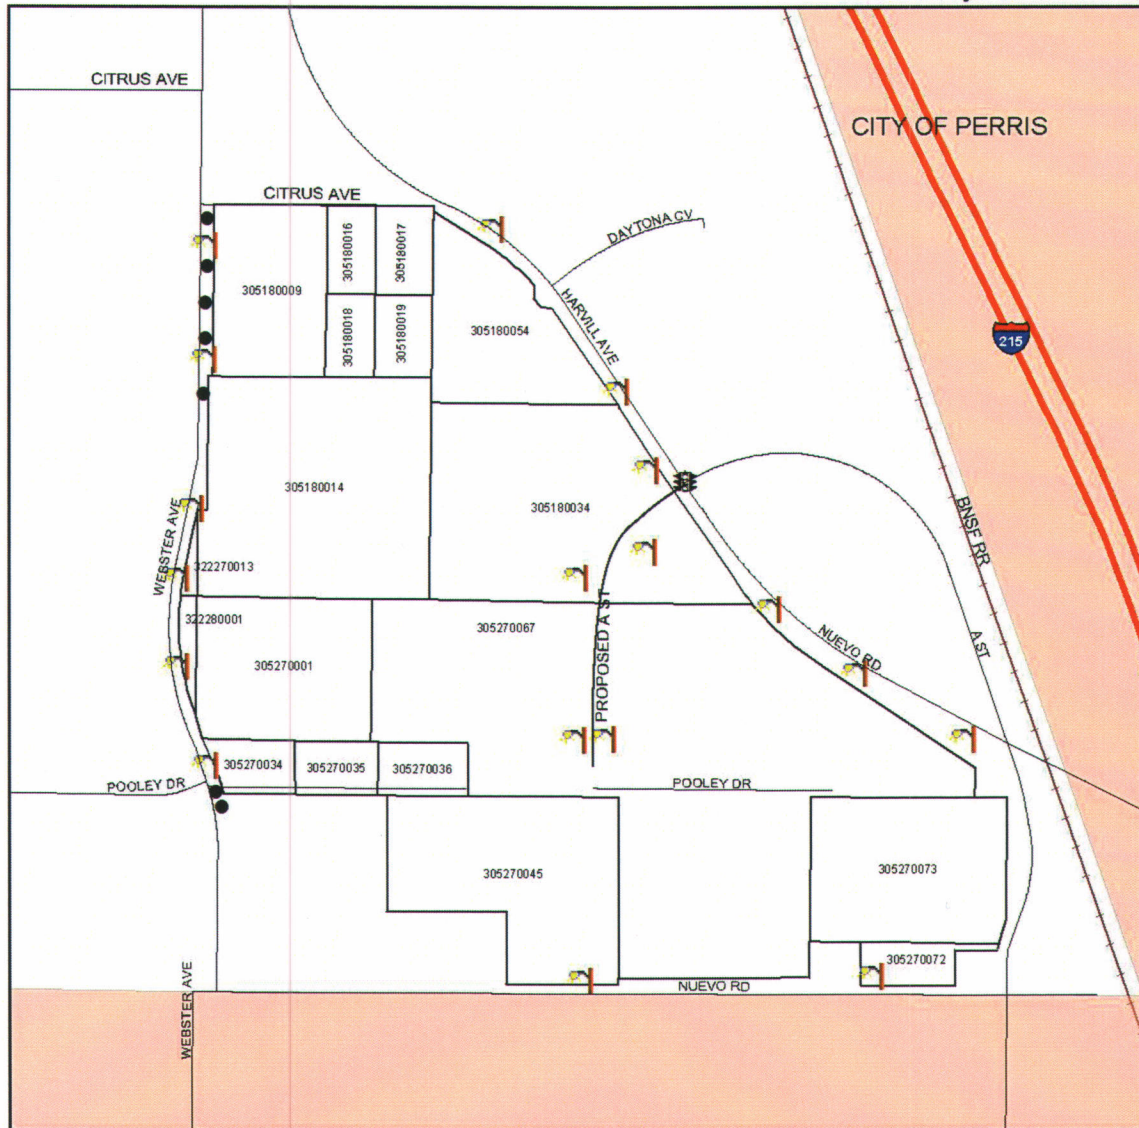 CITRUS AVE
CITY OF PERRIS
CITRUS AVE
DAYTONA CV
305180016
305180017
305180009
HARVILL AVE
305180054
305180018
305180019
215
305180014
305180034
WEBSTER AVE
BNSF RR
322270013
322280001
305270067
PROPOSED A ST
NUEVO RD
A ST
305270001
305270034
305270035
305270036
POOLEY DR
POOLEY DR
305270045
305270073
305270072
NUEVO RD
WEBSTER AVE